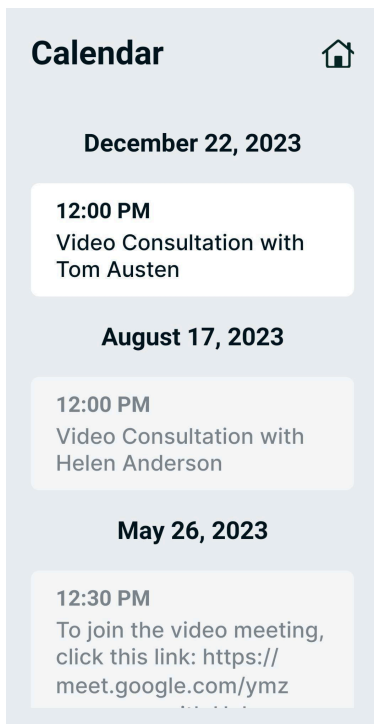 Calendar
December 22, 2023
12:00 PM
Video Consultation with
Tom Austen
August 17, 2023
12:00 PM
Video Consultation with
Helen Anderson
May 26, 2023
12:30 PM
To join the video meeting,
click this link: https://
meet.google.com/ymz